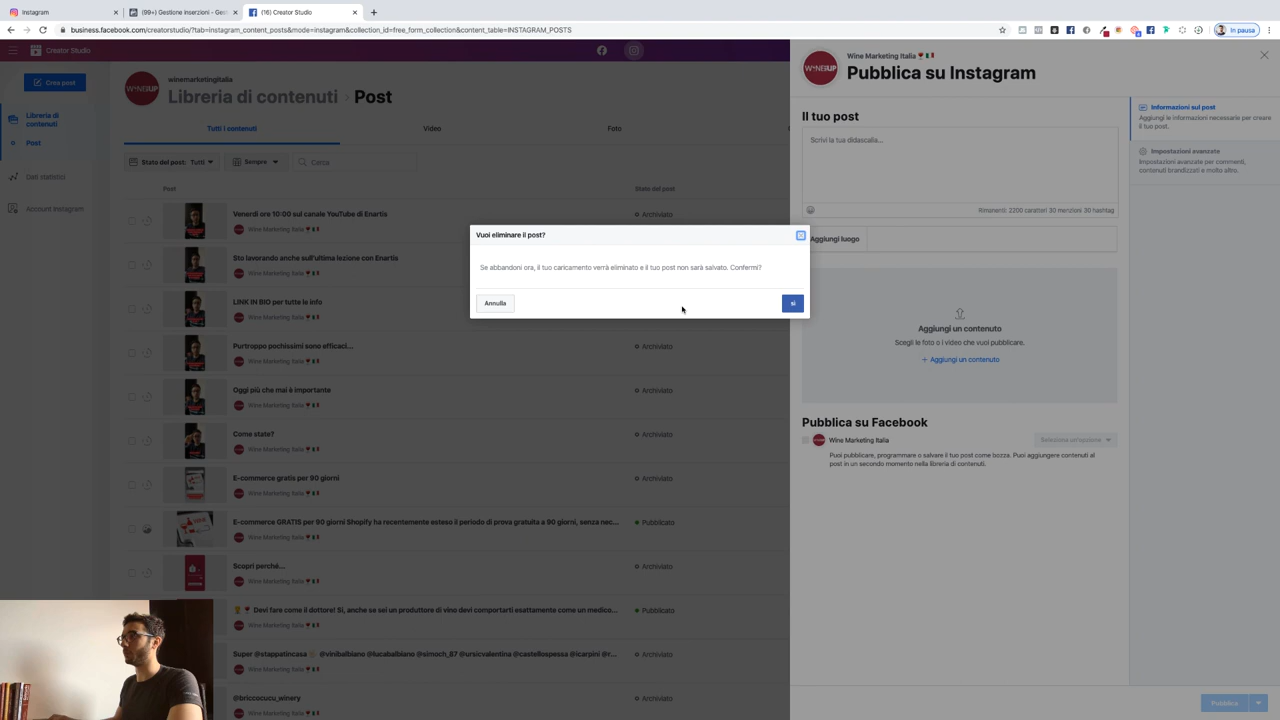 Instagram
(99+) Gestione inserzioni - Gest
(16) Creator Studio
business.facebook.com/creatorstudio/?tab=instagram_content_posts&mode=instagram&collection_id=free_form_collection&content_table=INSTAGRAM_POSTS
In pausa
Creator Studio
Crea post
Libreria di contenuti
Post
Dati statistici
Account Instagram
WINE UP
winemarketingitalia
Libreria di contenuti › Post
Tutti i contenuti
Video
Foto
Stato del post: Tutti
Sempre
Cerca
Post
Stato del post
Venerdì ore 10:00 sul canale YouTube di Enartis
Wine Marketing Italia
Archiviato
Sto lavorando anche sull'ultima lezione con Enartis
Wine Marketing Italia
LINK IN BIO per tutte le info
Wine Marketing Italia
Purtroppo pochissimi sono efficaci...
Wine Marketing Italia
Archiviato
Oggi più che mai è importante
Wine Marketing Italia
Archiviato
Come state?
Wine Marketing Italia
Archiviato
E-commerce gratis per 90 giorni
Wine Marketing Italia
Archiviato
E-commerce GRATIS per 90 giorni Shopify ha recentemente esteso il periodo di prova gratuita a 90 giorni, senza nec...
Wine Marketing Italia
Pubblicato
Scopri perché...
Wine Marketing Italia
Archiviato
Devi fare come il dottore! Sì, anche se sei un produttore di vino devi comportarti esattamente come un medico...
Wine Marketing Italia
Pubblicato
Super @stappatincasa @vinibalbiano @lucabalbiano @simoch_87 @ursicvalentina @castellospessa @icarpini @r...
Wine Marketing Italia
Archiviato
@briccocucu_winery
Wine Marketing Italia
Archiviato
Vuoi eliminare il post?
Se abbandoni ora, il tuo caricamento verrà eliminato e il tuo post non sarà salvato. Confermi?
Annulla
sì
WINE UP
Wine Marketing Italia
Pubblica su Instagram
Il tuo post
Scrivi la tua didascalia...
Rimanenti: 2200 caratteri 30 menzioni 30 hashtag
Aggiungi luogo
Aggiungi un contenuto
Scegli le foto o i video che vuoi pubblicare.
+ Aggiungi un contenuto
Pubblica su Facebook
Wine Marketing Italia
Seleziona un'opzione
Puoi pubblicare, programmare o salvare il tuo post come bozza. Puoi aggiungere contenuti al
post in un secondo momento nella libreria di contenuti.
Informazioni sul post
Aggiungi le informazioni necessarie per creare
il tuo post.
Impostazioni avanzate
Impostazioni avanzate per commenti,
contenuti brandizzati e molto altro.
Pubblica